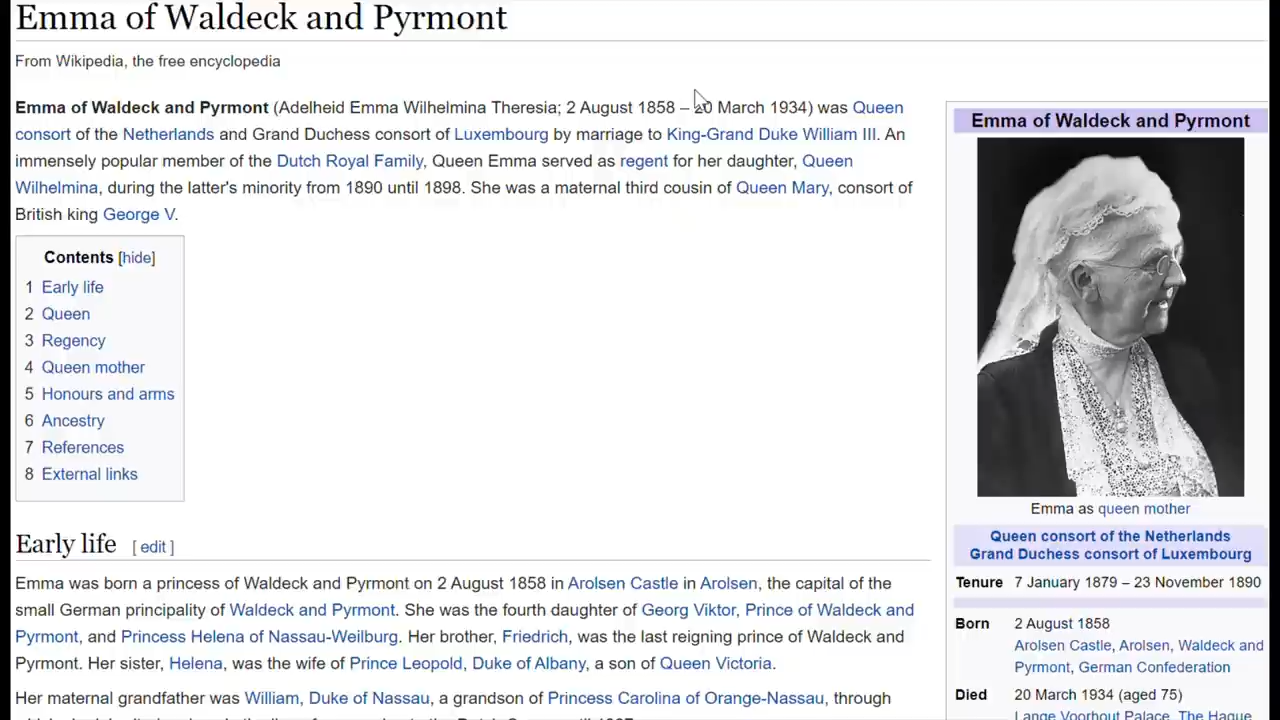 Emma of Waldeck and Pyrmont
From Wikipedia, the free encyclopedia
Emma of Waldeck and Pyrmont (Adelheid Emma Wilhelmina Theresia; 2 August 1858 – 20 March 1934) was Queen
consort of the Netherlands and Grand Duchess consort of Luxembourg by marriage to King-Grand Duke William III. An
immensely popular member of the Dutch Royal Family, Queen Emma served as regent for her daughter, Queen
Wilhelmina, during the latter's minority from 1890 until 1898. She was a maternal third cousin of Queen Mary, consort of
British king George V.
Contents [hide]
1 Early life
2 Queen
3 Regency
4 Queen mother
5 Honours and arms
6 Ancestry
7 References
8 External links
Early life [ edit ]
Emma was born a princess of Waldeck and Pyrmont on 2 August 1858 in Arolsen Castle in Arolsen, the capital of the
small German principality of Waldeck and Pyrmont. She was the fourth daughter of Georg Viktor, Prince of Waldeck and
Pyrmont, and Princess Helena of Nassau-Weilburg. Her brother, Friedrich, was the last reigning prince of Waldeck and
Pyrmont. Her sister, Helena, was the wife of Prince Leopold, Duke of Albany, a son of Queen Victoria.
Her maternal grandfather was William, Duke of Nassau, a grandson of Princess Carolina of Orange-Nassau, through
Emma of Waldeck and Pyrmont
Emma as queen mother
Queen consort of the Netherlands
Grand Duchess consort of Luxembourg
Tenure 7 January 1879 – 23 November 1890
Born 2 August 1858
Arolsen Castle, Arolsen, Waldeck and
Pyrmont, German Confederation
Died 20 March 1934 (aged 75)
Lange Voorhout Palace, The Hague